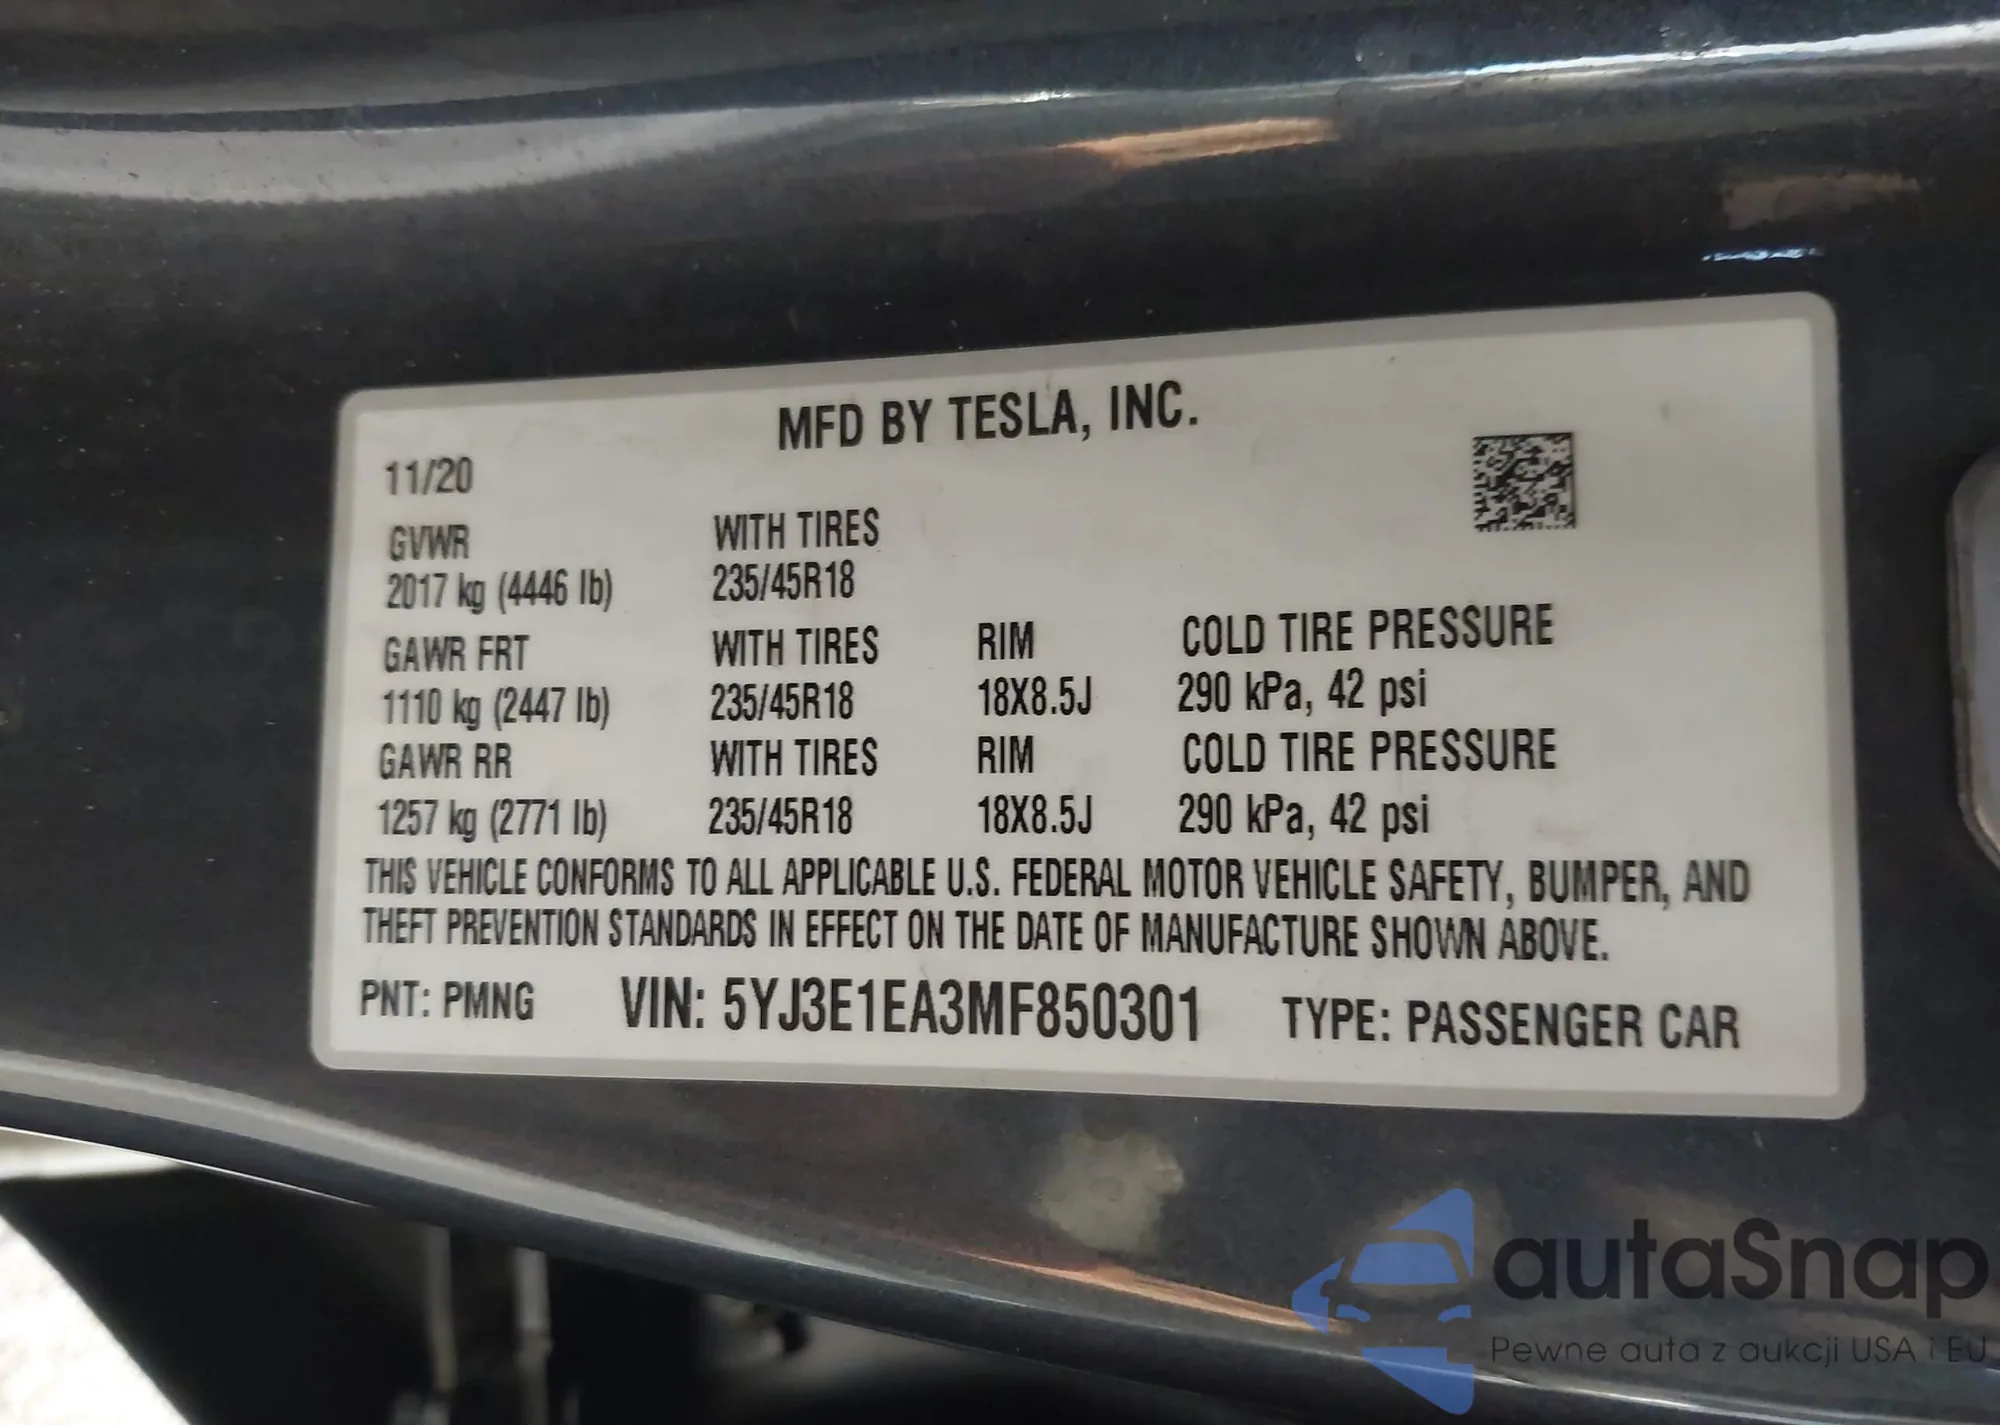 MFD BY TESLA, INC.
11/20
GVWR WITH TIRES
2017 kg (4446 lb) 235/45R18
GAWR FRT WITH TIRES RIM COLD TIRE PRESSURE
1110 kg (2447 lb) 235/45R18 18X8.5J 290 kPa, 42 psi
GAWR RR WITH TIRES RIM COLD TIRE PRESSURE
1257 kg (2771 lb) 235/45R18 18X8.5J 290 kPa, 42 psi
THIS VEHICLE CONFORMS TO ALL APPLICABLE U.S. FEDERAL MOTOR VEHICLE SAFETY, BUMPER, AND
THEFT PREVENTION STANDARDS IN EFFECT ON THE DATE OF MANUFACTURE SHOWN ABOVE.
PNT: PMNG VIN: 5YJ3E1EA3MF850301 TYPE: PASSENGER CAR
autaSnap
Pewne auta z aukcji USA i EU